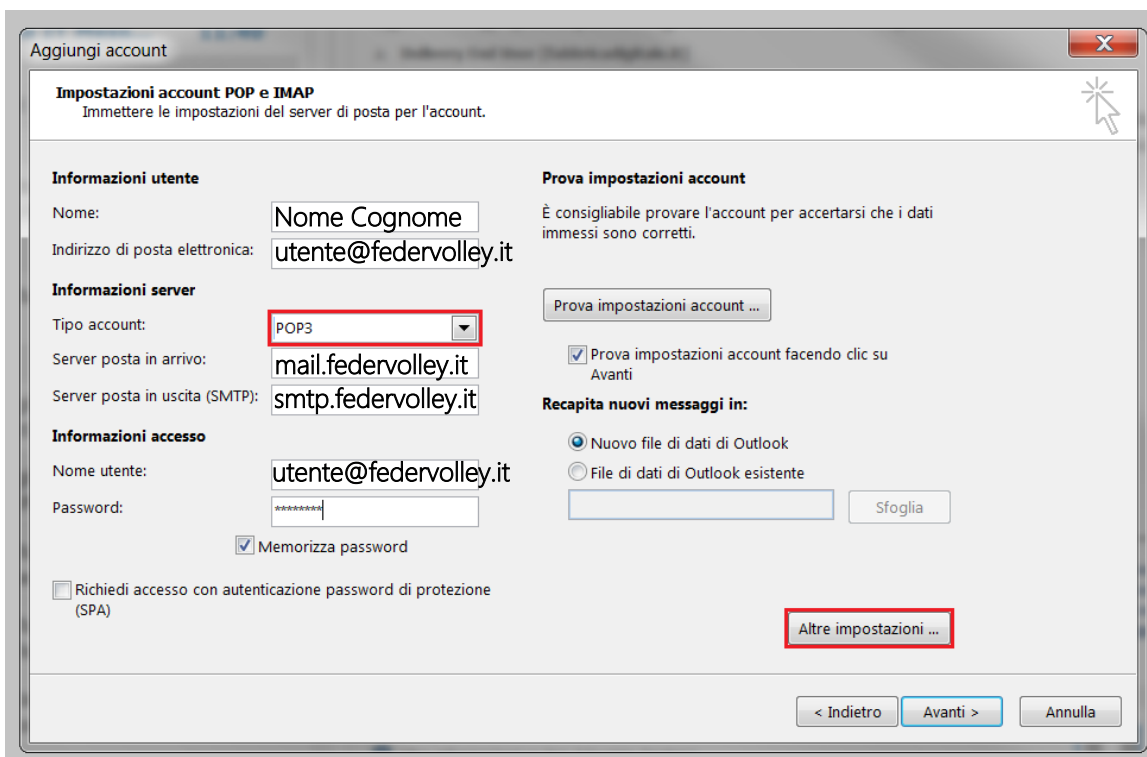 Aggiungi account
X
Impostazioni account POP e IMAP
Immettere le impostazioni del server di posta per l'account.
Informazioni utente
Nome:
Nome Cognome
Indirizzo di posta elettronica:
utente@federvolley.it
Informazioni server
Tipo account:
POP3
Server posta in arrivo:
mail.federvolley.it
Server posta in uscita (SMTP):
smtp.federvolley.it
Informazioni accesso
Nome utente:
utente@federvolley.it
Password:
********
Memorizza password
Richiedi accesso con autenticazione password di protezione
(SPA)
Prova impostazioni account
È consigliabile provare l'account per accertarsi che i dati
immessi sono corretti.
Prova impostazioni account ...
Prova impostazioni account facendo clic su
Avanti
Recapita nuovi messaggi in:
Nuovo file di dati di Outlook
File di dati di Outlook esistente
Sfoglia
Altre impostazioni ...
< Indietro
Avanti >
Annulla